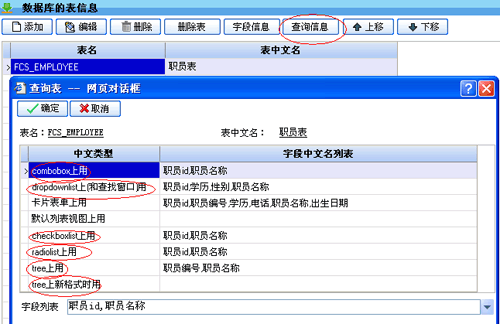 数据库的表信息
添加 编辑 删除 删除表 字段信息 查询信息 上移 下移
表名 表中文名
FCS_EMPLOYEE 职员表
查询表 -- 网页对话框
确定 取消
表名：FCS_EMPLOYEE 表中文名： 职员表
中文类型 字段中文名列表
combobox上用 职员id,职员名称
dropdownlist上(和查找窗口)用 职员id,学历,性别,职员名称
卡片表单上用 职员id,职员编号,学历,电话,职员名称,出生日期
默认列表视图上用
checkboxlist上用 职员id,职员名称
radiolist上用 职员id,职员名称
tree上用 职员编号,职员名称
tree上新格式时用
字段列表 职员id,职员名称